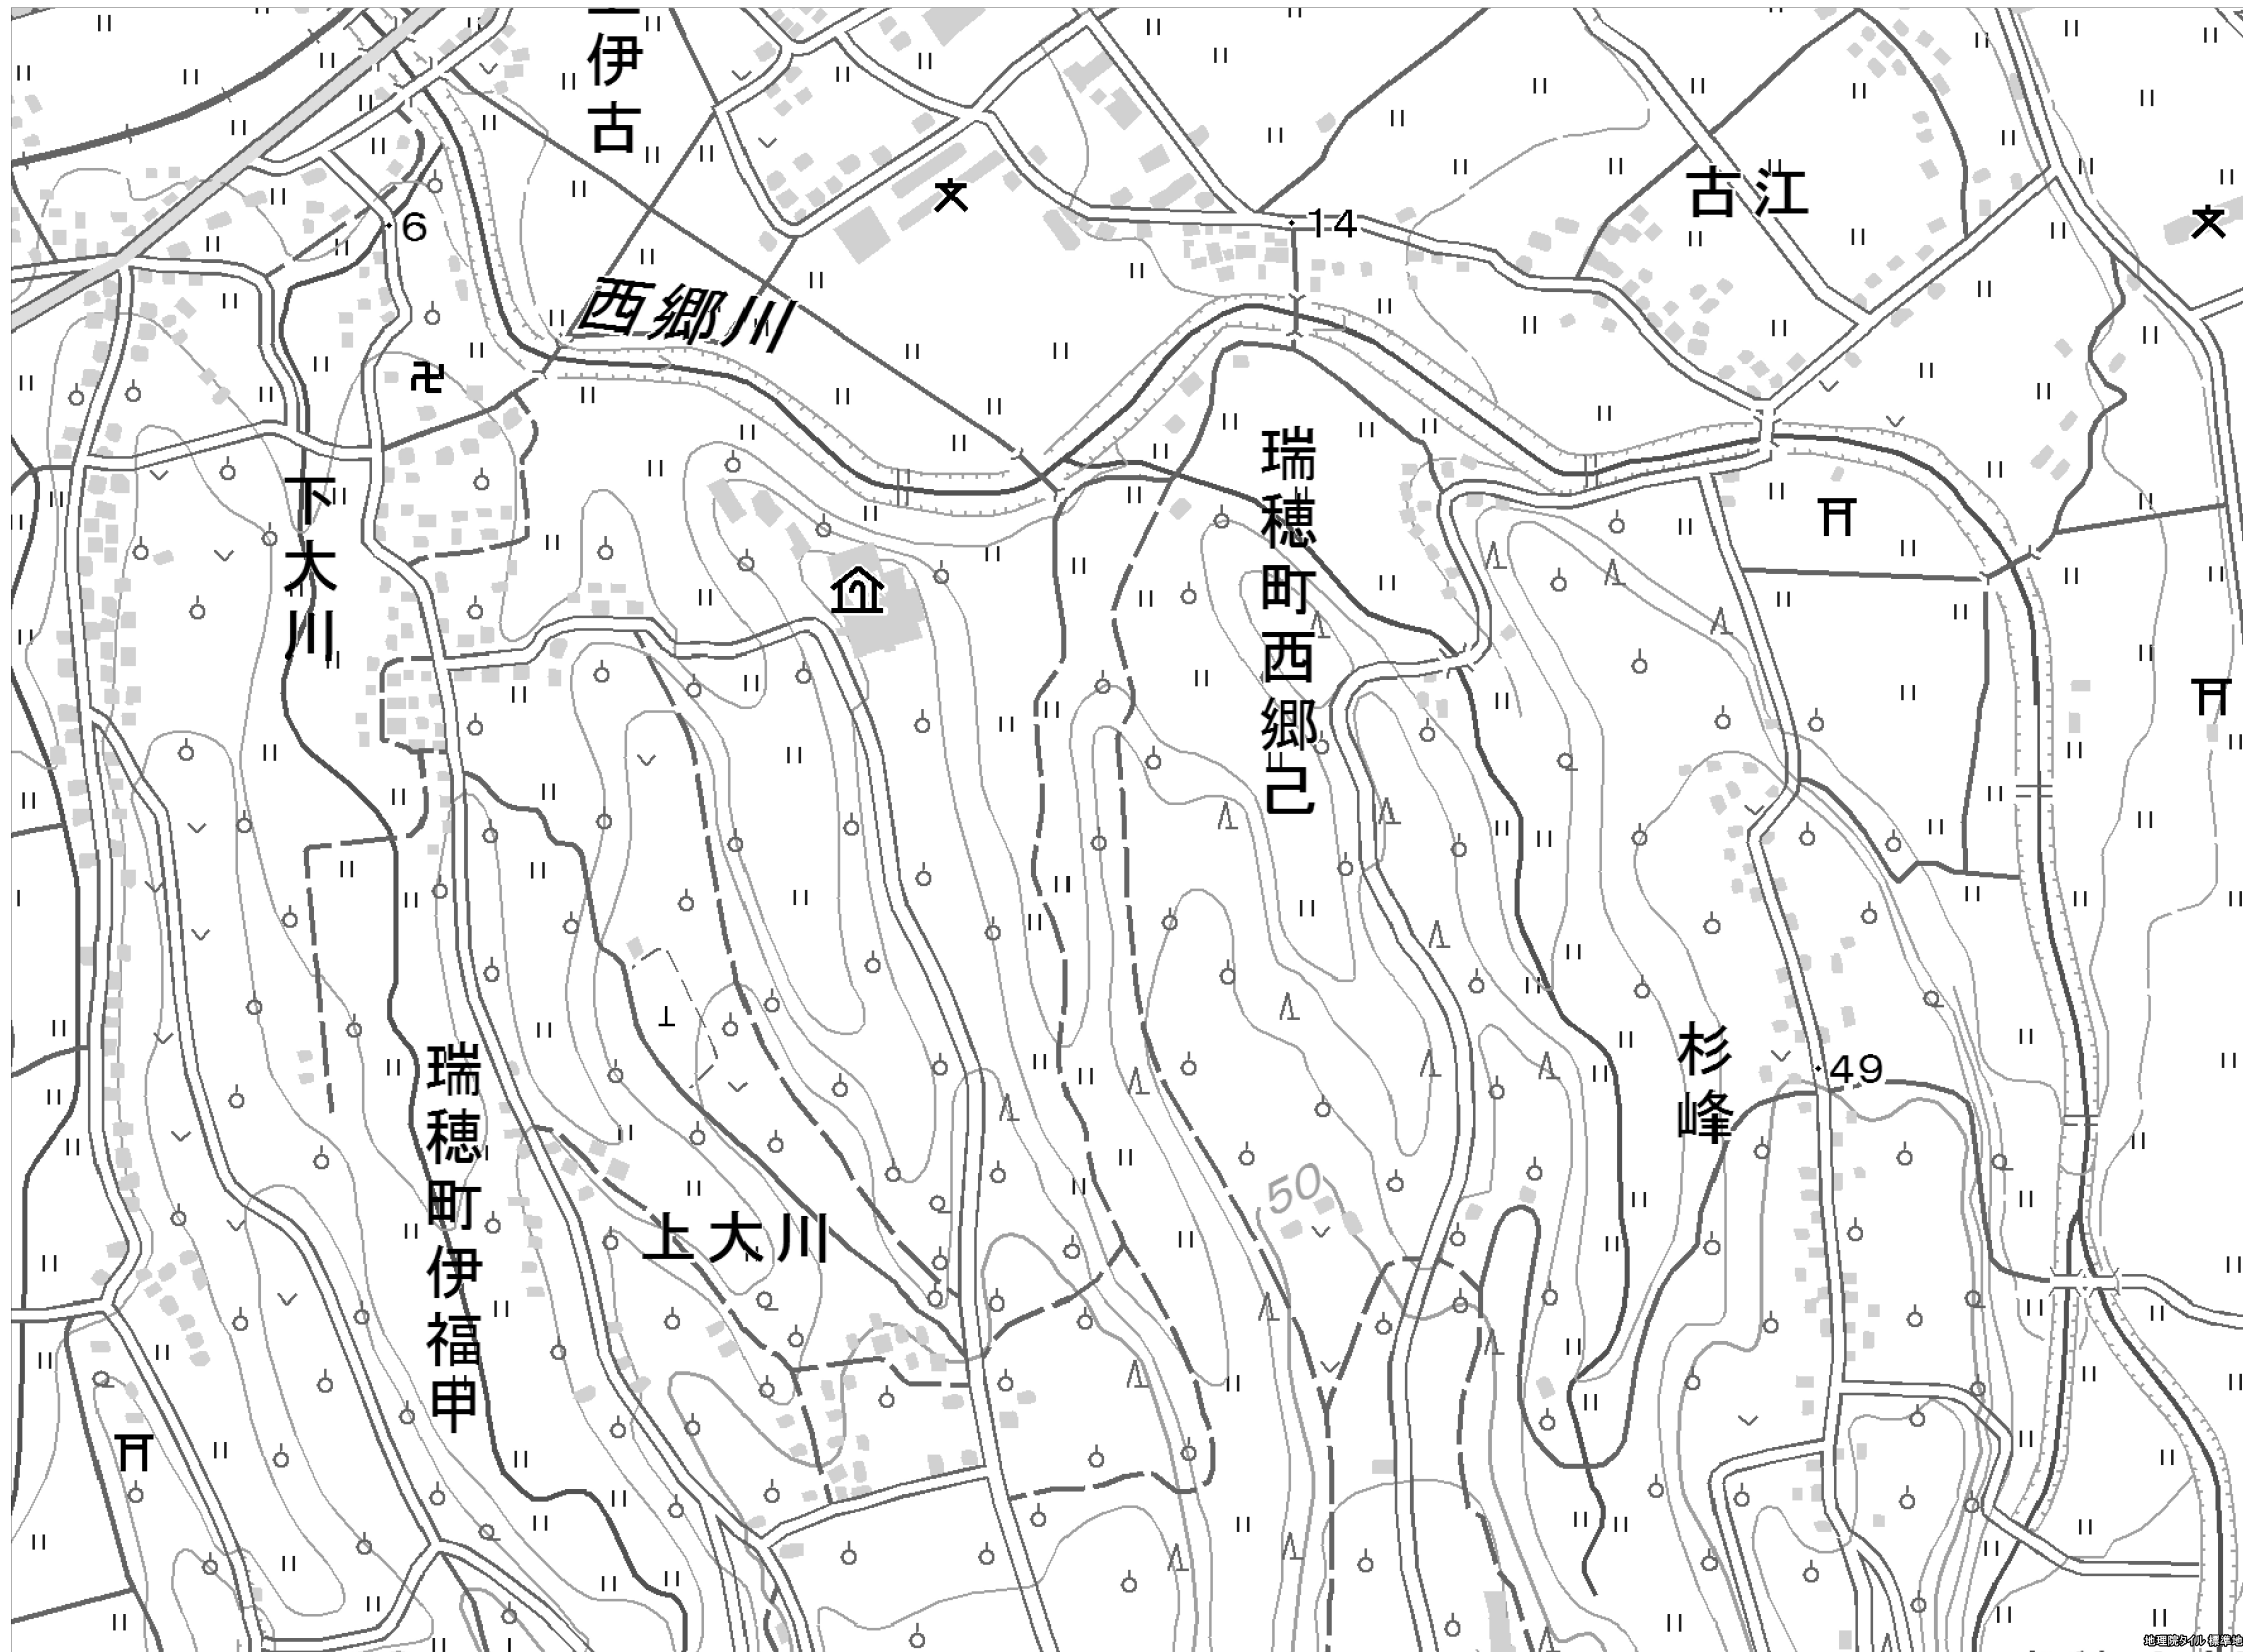 伊古
古江
6
14
西郷川
下大川
瑞穂町西郷己
杉峰
49
瑞穂町伊福甲
上大川
50
地理院タイル 標準地